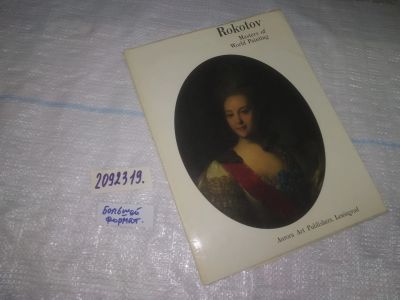 Rokotov
Masters of
World Painting
2092319.
большой
формат.
Aurora Art Publishers, Leningrad